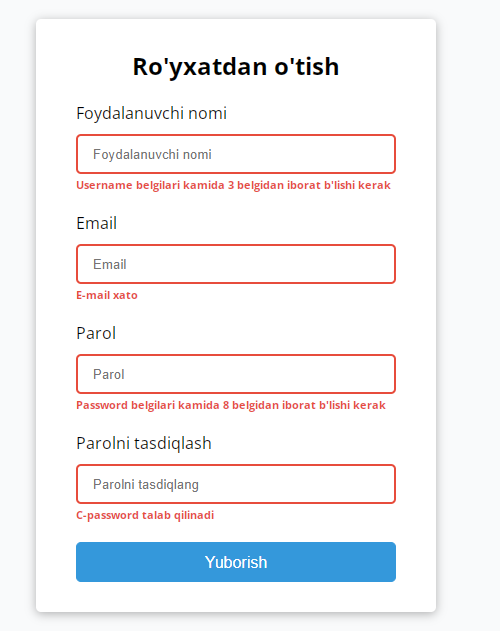 Ro'yxatdan o'tish
Foydalanuvchi nomi
Foydalanuvchi nomi
Username belgilari kamida 3 belgidan iborat b'lishi kerak
Email
Email
E-mail xato
Parol
Parol
Password belgilari kamida 8 belgidan iborat b'lishi kerak
Parolni tasdiqlash
Parolni tasdiqlang
C-password talab qilinadi
Yuborish